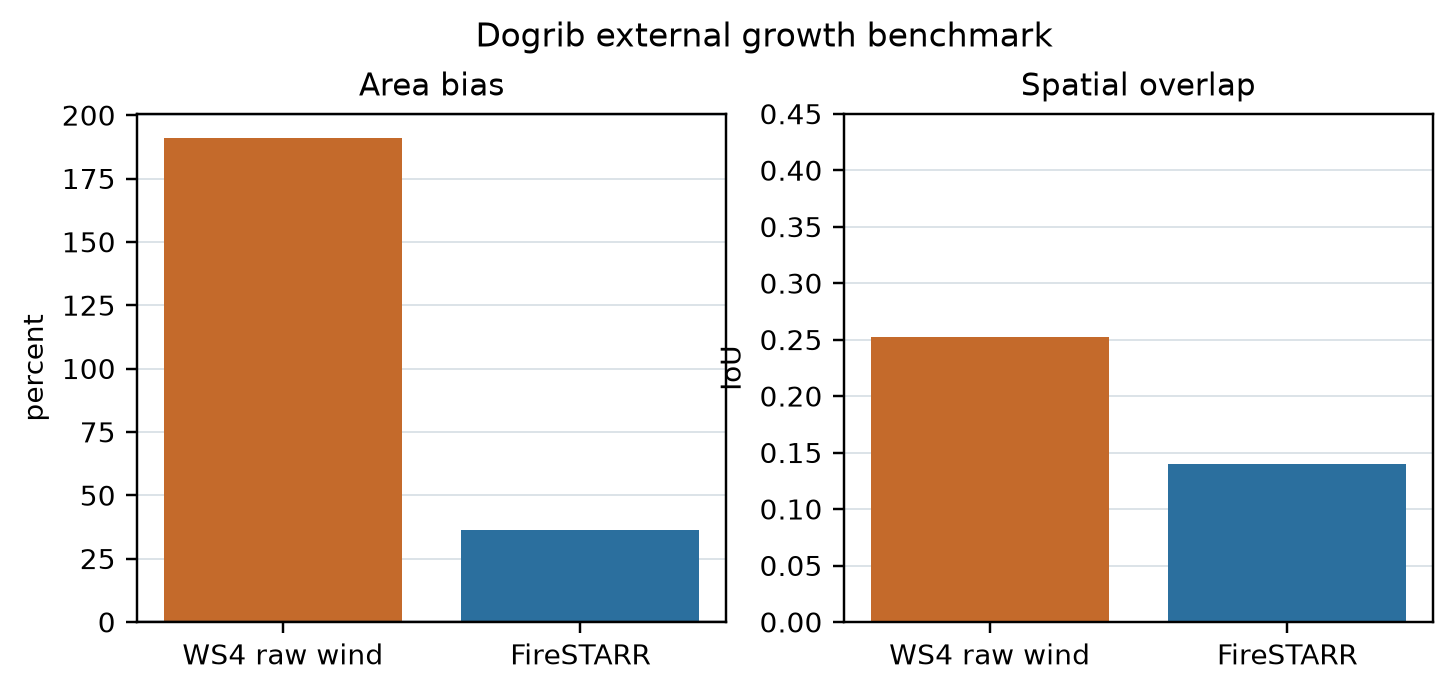 Dogrib external growth benchmark
Area bias
percent
200
175
150
125
100
75
50
25
0
WS4 raw wind
FireSTARR
Spatial overlap
IoU
0.45
0.40
0.35
0.30
0.25
0.20
0.15
0.10
0.05
0.00
WS4 raw wind
FireSTARR